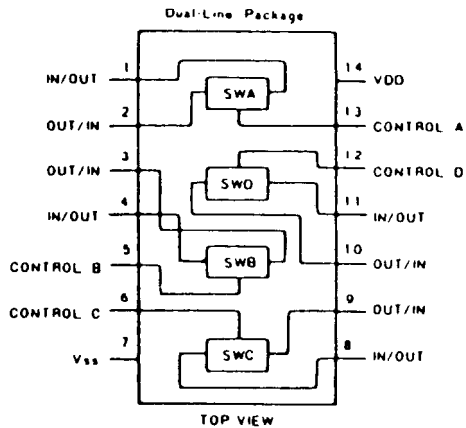 Dual-Line Package
1
14
IN/OUT
VDD
SWA
2
13
OUT/IN
CONTROL A
3
12
OUT/IN
CONTROL D
SWD
4
11
IN/OUT
IN/OUT
5
10
SWB
CONTROL B
OUT/IN
6
9
CONTROL C
OUT/IN
7
8
Vss
SWC
IN/OUT
TOP VIEW